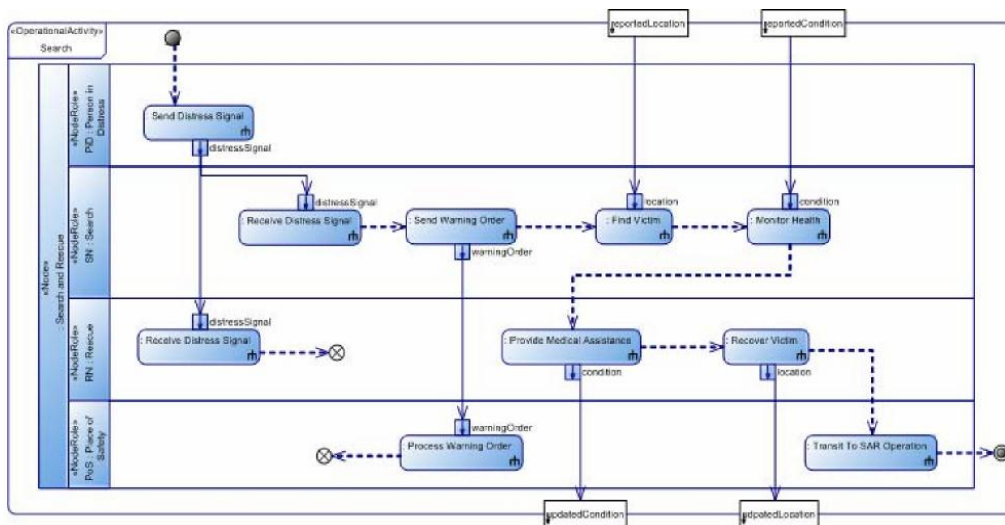 «OperationalActivity»
Search
reportedLocation
reportedCondition
«Node»
: Search and Rescue
«NodeRole»
PiD : Person in
Distress
Send Distress Signal
distressSignal
«NodeRole»
SN : Search
distressSignal
: Receive Distress Signal
: Send Warning Order
warningOrder
location
: Find Victim
condition
: Monitor Health
«NodeRole»
RN : Rescue
distressSignal
: Receive Distress Signal
: Provide Medical Assistance
condition
: Recover Victim
location
«NodeRole»
PoS : Place of
Safety
warningOrder
: Process Warning Order
: Transit To SAR Operation
updatedCondition
udpatedLocation